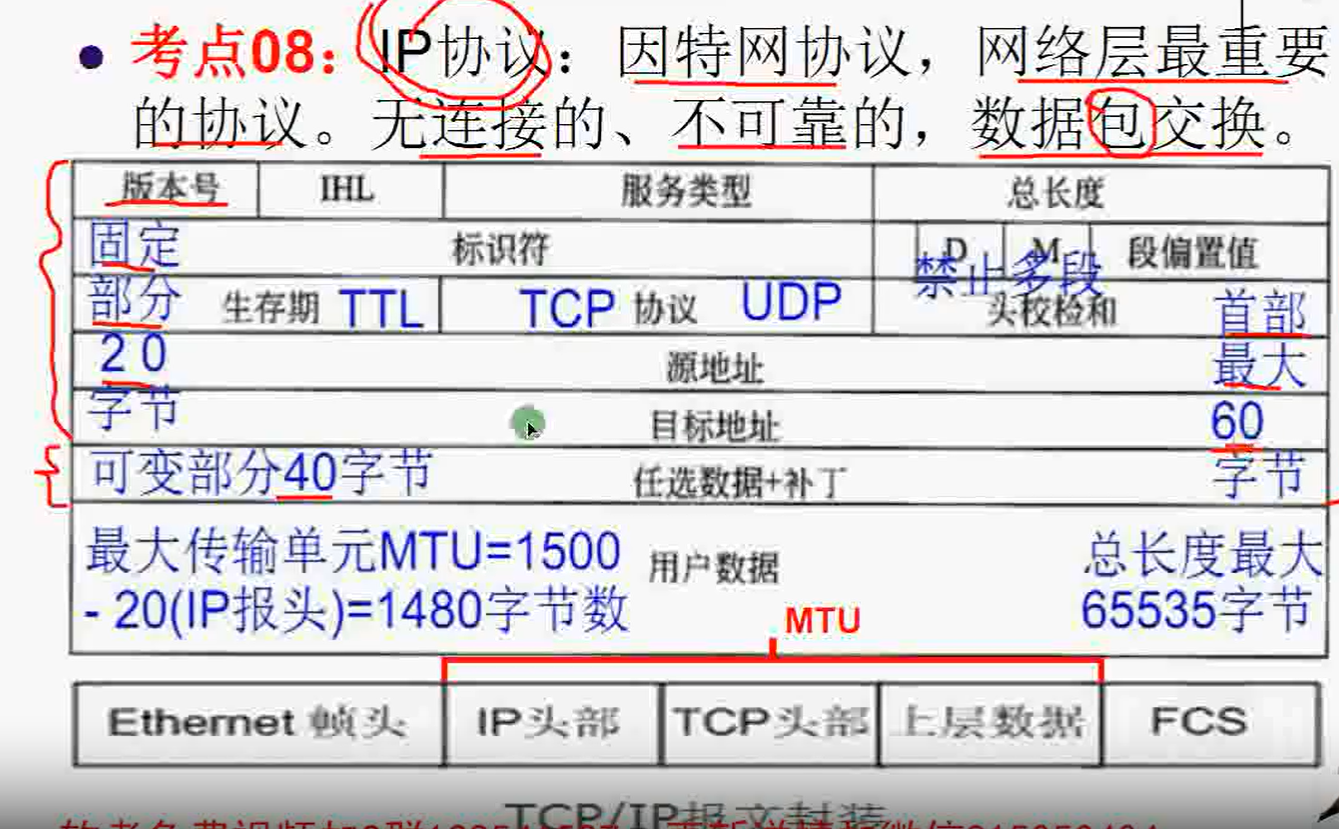 ● 考点08：IP协议：因特网协议，网络层最重要
的协议。无连接的、不可靠的，数据包交换。
版本号 IHL 服务类型 总长度
固定 标识符 D M 段偏置值
禁止多段
部分 生存期 TTL TCP 协议 UDP 头校检和 首部
20 源地址 最大
字节 目标地址 60
可变部分40字节 任选数据+补丁 字节
最大传输单元MTU=1500 用户数据 总长度最大
- 20(IP报头)=1480字节数 MTU 65535字节
Ethernet 帧头 IP头部 TCP头部 上层数据 FCS
TCP/IP报文封装